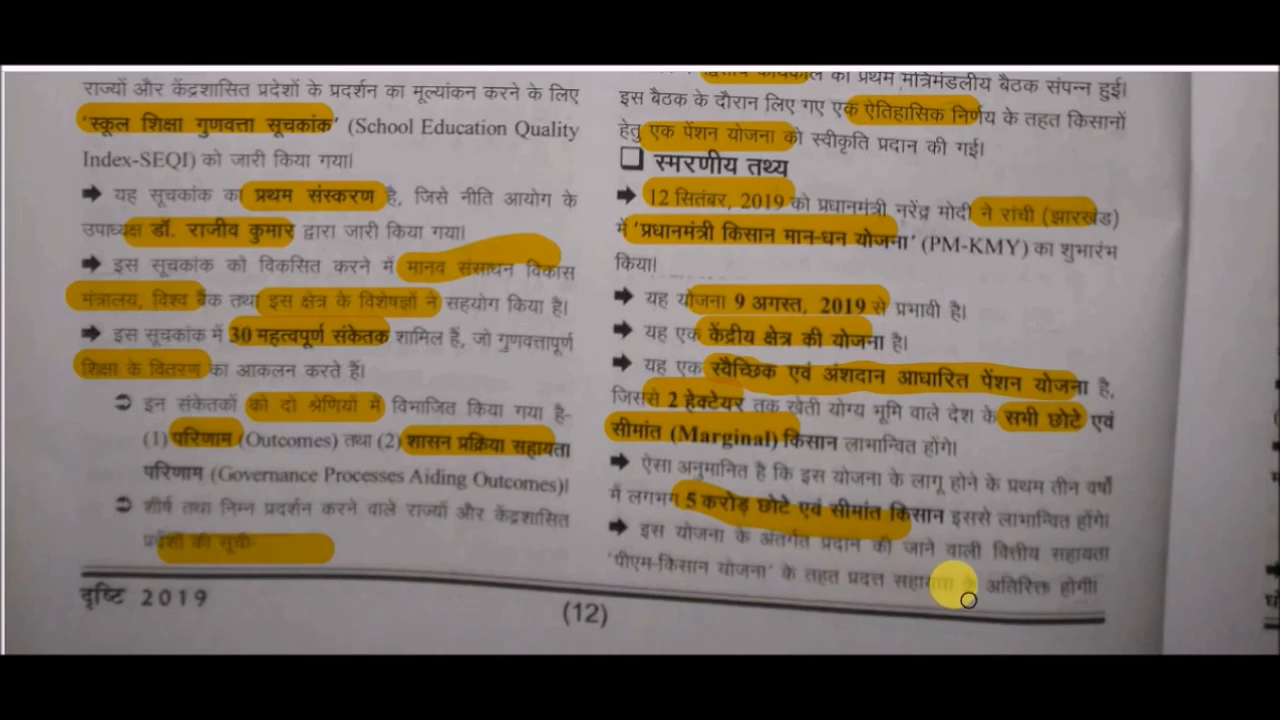 राज्यों और केंद्रशासित प्रदेशों के प्रदर्शन का मूल्यांकन करने के लिए
'स्कूल शिक्षा गुणवत्ता सूचकांक' (School Education Quality
Index-SEQI) को जारी किया गया।
➡ यह सूचकांक का प्रथम संस्करण है, जिसे नीति आयोग के
उपाध्यक्ष डॉ. राजीव कुमार द्वारा जारी किया गया।
➡ इस सूचकांक को विकसित करने में मानव संसाधन विकास
मंत्रालय, विश्व बैंक तथा इस क्षेत्र के विशेषज्ञों ने सहयोग किया है।
➡ इस सूचकांक में 30 महत्वपूर्ण संकेतक शामिल हैं, जो गुणवत्तापूर्ण
शिक्षा के वितरण का आकलन करते हैं।
➲ इन संकेतकों को दो श्रेणियों में विभाजित किया गया है-
(1) परिणाम (Outcomes) तथा (2) शासन प्रक्रिया सहायता
परिणाम (Governance Processes Aiding Outcomes)।
➲ शीर्ष तथा निम्न प्रदर्शन करने वाले राज्यों और केंद्रशासित
प्रदेशों की सूची-
दृष्टि 2019
(12)
द्वितीय कार्यकाल की प्रथम मंत्रिमंडलीय बैठक संपन्न हुई।
इस बैठक के दौरान लिए गए एक ऐतिहासिक निर्णय के तहत किसानों
हेतु एक पेंशन योजना को स्वीकृति प्रदान की गई।
❑ स्मरणीय तथ्य
➡ 12 सितंबर, 2019 को प्रधानमंत्री नरेंद्र मोदी ने रांची (झारखंड)
में 'प्रधानमंत्री किसान मान-धन योजना' (PM-KMY) का शुभारंभ
किया।
➡ यह योजना 9 अगस्त, 2019 से प्रभावी है।
➡ यह एक केंद्रीय क्षेत्र की योजना है।
➡ यह एक स्वैच्छिक एवं अंशदान आधारित पेंशन योजना है,
जिससे 2 हेक्टेयर तक खेती योग्य भूमि वाले देश के सभी छोटे एवं
सीमांत (Marginal) किसान लाभान्वित होंगे।
➡ ऐसा अनुमानित है कि इस योजना के लागू होने के प्रथम तीन वर्षों
में लगभग 5 करोड़ छोटे एवं सीमांत किसान इससे लाभान्वित होंगे।
➡ इस योजना के अंतर्गत प्रदान की जाने वाली वित्तीय सहायता
'पीएम-किसान योजना' के तहत प्रदत्त सहायता के अतिरिक्त होगी।